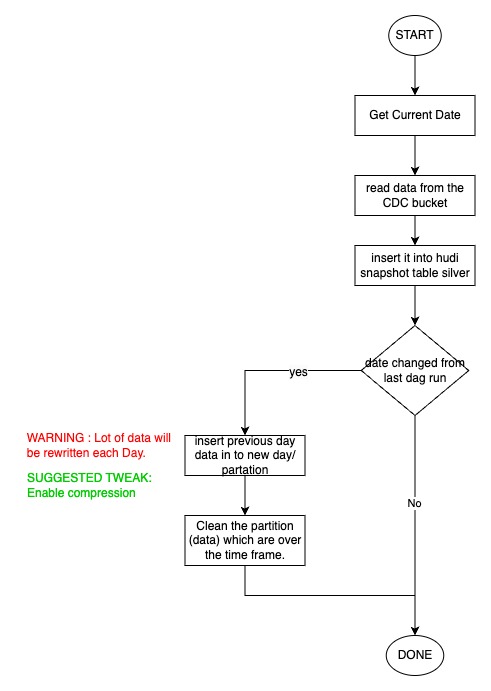 START
Get Current Date
read data from the
CDC bucket
insert it into hudi
snapshot table silver
date changed from
last dag run
yes
WARNING : Lot of data will
be rewritten each Day.
SUGGESTED TWEAK:
Enable compression
insert previous day
data in to new day/
partation
Clean the partition
(data) which are over
the time frame.
No
DONE